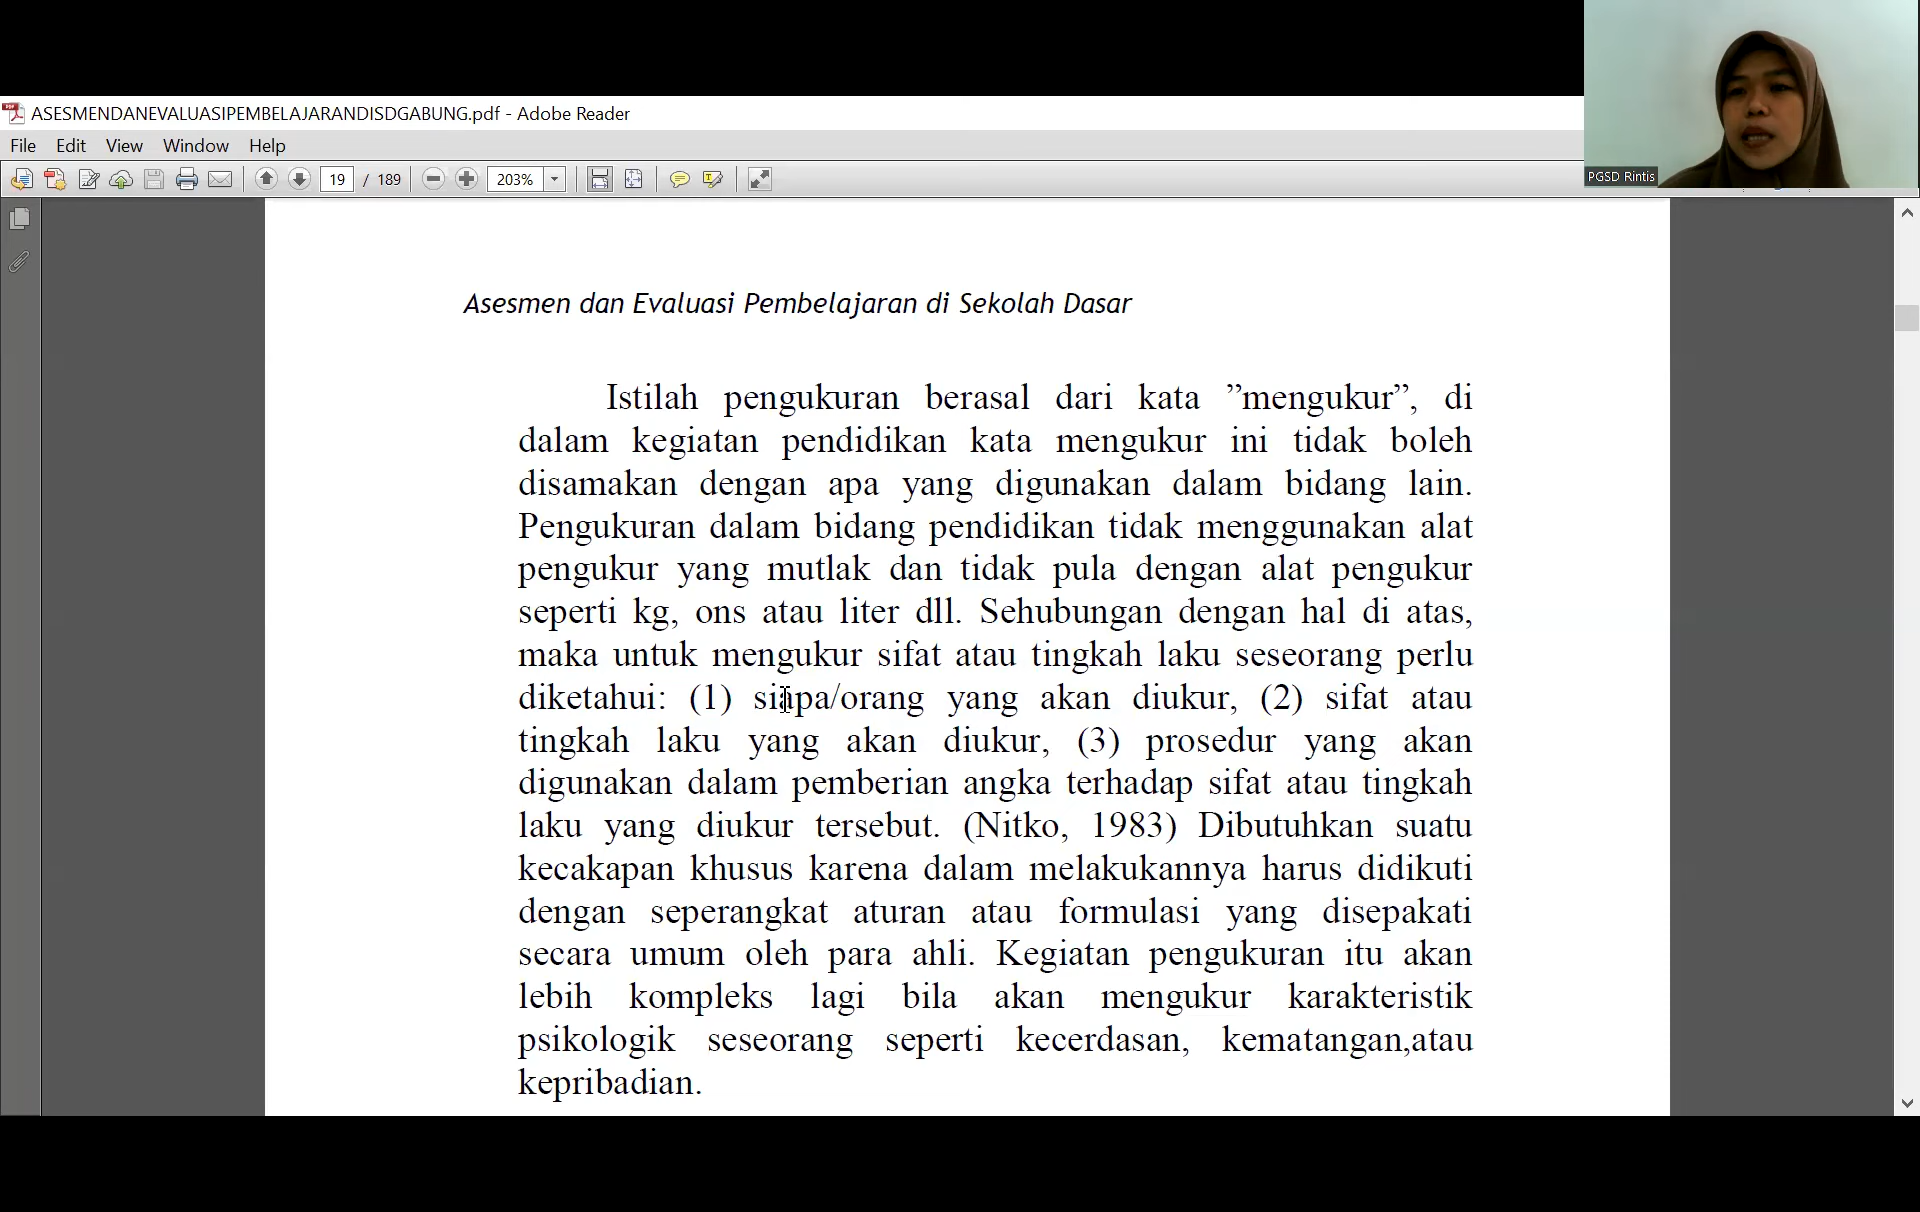 ASESMENDANEVALUASIPEMBELAJARANDISDGABUNG.pdf - Adobe Reader
File Edit View Window Help
19 / 189 203%
PGSD Rintis
Asesmen dan Evaluasi Pembelajaran di Sekolah Dasar
Istilah pengukuran berasal dari kata ”mengukur”, di
dalam kegiatan pendidikan kata mengukur ini tidak boleh
disamakan dengan apa yang digunakan dalam bidang lain.
Pengukuran dalam bidang pendidikan tidak menggunakan alat
pengukur yang mutlak dan tidak pula dengan alat pengukur
seperti kg, ons atau liter dll. Sehubungan dengan hal di atas,
maka untuk mengukur sifat atau tingkah laku seseorang perlu
diketahui: (1) siapa/orang yang akan diukur, (2) sifat atau
tingkah laku yang akan diukur, (3) prosedur yang akan
digunakan dalam pemberian angka terhadap sifat atau tingkah
laku yang diukur tersebut. (Nitko, 1983) Dibutuhkan suatu
kecakapan khusus karena dalam melakukannya harus didikuti
dengan seperangkat aturan atau formulasi yang disepakati
secara umum oleh para ahli. Kegiatan pengukuran itu akan
lebih kompleks lagi bila akan mengukur karakteristik
psikologik seseorang seperti kecerdasan, kematangan,atau
kepribadian.